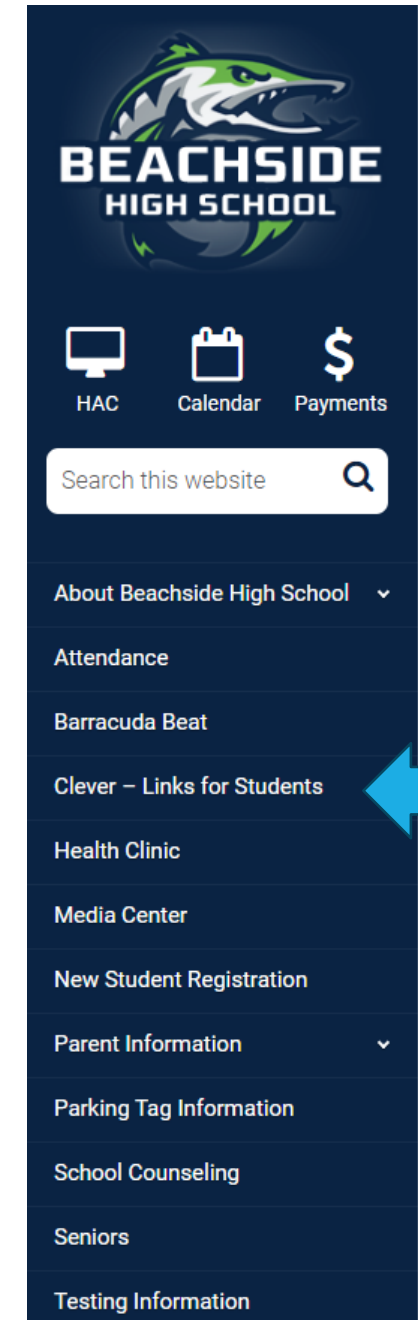 BEACHSIDE
HIGH SCHOOL
HAC Calendar Payments
Search this website
About Beachside High School
Attendance
Barracuda Beat
Clever – Links for Students
Health Clinic
Media Center
New Student Registration
Parent Information
Parking Tag Information
School Counseling
Seniors
Testing Information